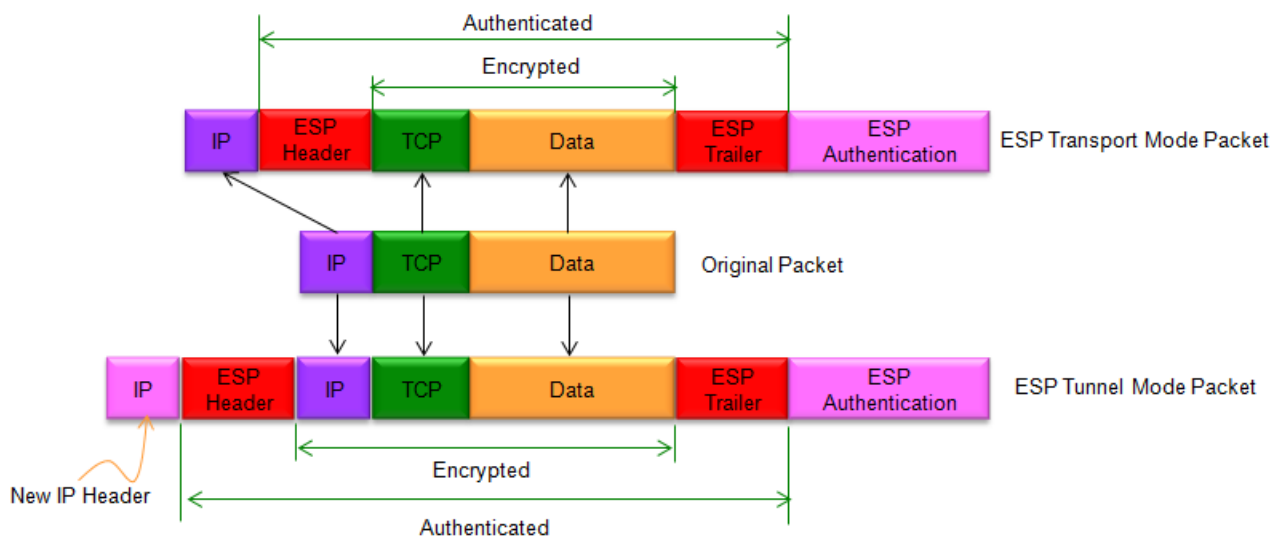 Authenticated
Encrypted
IP
ESP
Header
TCP
Data
ESP
Trailer
ESP
Authentication
ESP Transport Mode Packet
IP
TCP
Data
Original Packet
IP
ESP
Header
IP
TCP
Data
ESP
Trailer
ESP
Authentication
ESP Tunnel Mode Packet
Encrypted
New IP Header
Authenticated